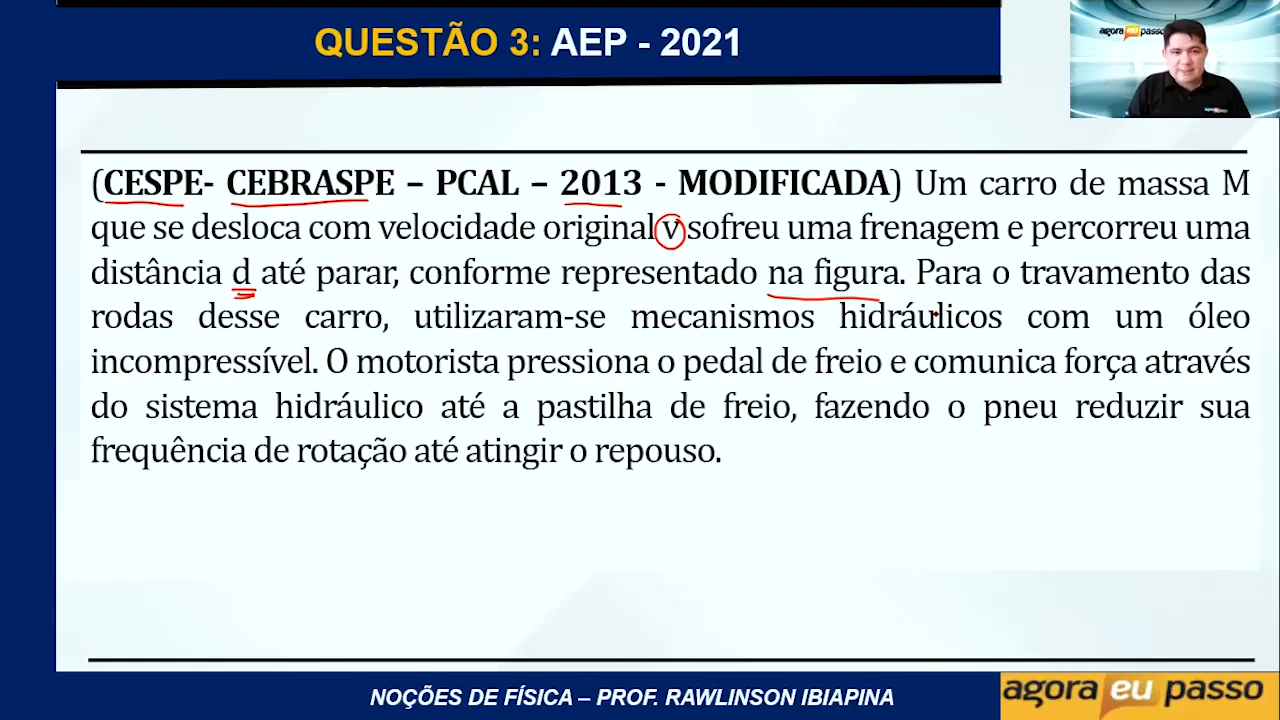 QUESTÃO 3: AEP - 2021
agora eu passo
(CESPE- CEBRASPE – PCAL – 2013 - MODIFICADA) Um carro de massa M
que se desloca com velocidade original v sofreu uma frenagem e percorreu uma
distância d até parar, conforme representado na figura. Para o travamento das
rodas desse carro, utilizaram-se mecanismos hidráulicos com um óleo
incompressível. O motorista pressiona o pedal de freio e comunica força através
do sistema hidráulico até a pastilha de freio, fazendo o pneu reduzir sua
frequência de rotação até atingir o repouso.
NOÇÕES DE FÍSICA – PROF. RAWLINSON IBIAPINA
agora eu passo